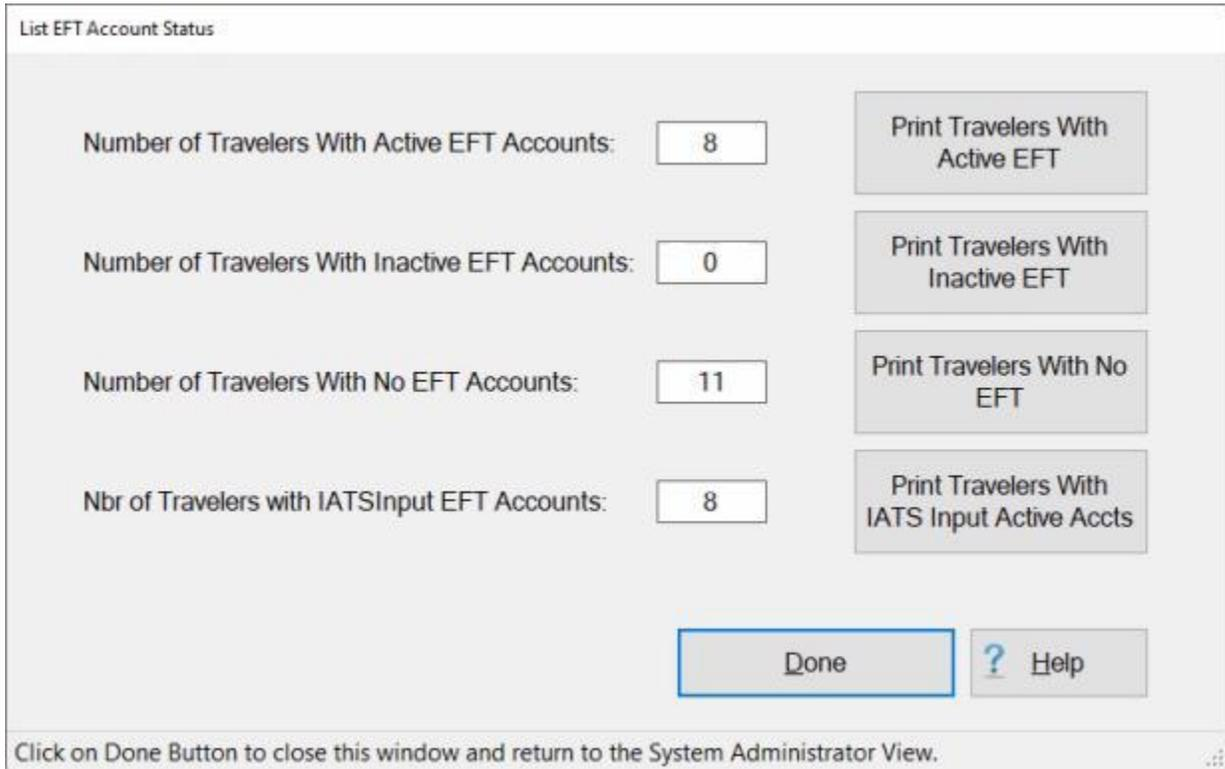 List EFT Account Status
Number of Travelers With Active EFT Accounts: 8
Print Travelers With
Active EFT
Number of Travelers With Inactive EFT Accounts: 0
Print Travelers With
Inactive EFT
Number of Travelers With No EFT Accounts: 11
Print Travelers With No
EFT
Nbr of Travelers with IATSInput EFT Accounts: 8
Print Travelers With
IATS Input Active Accts
Done
? Help
Click on Done Button to close this window and return to the System Administrator View.